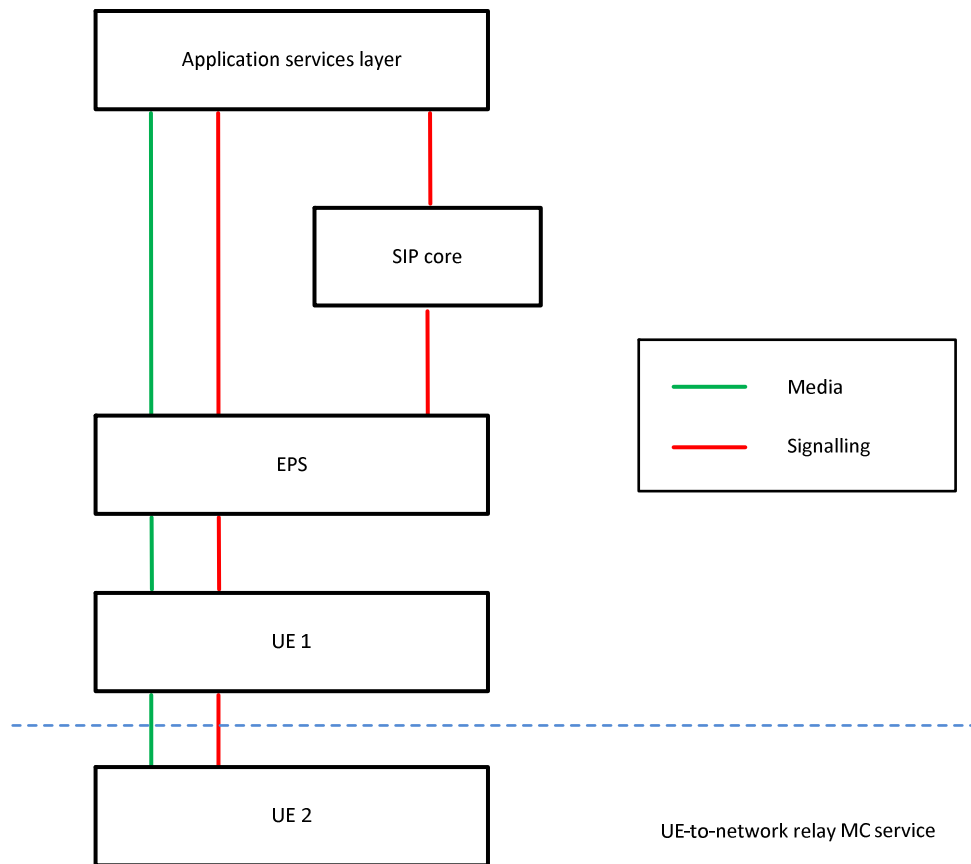 Application services layer
SIP core
Media
Signalling
EPS
UE 1
UE 2
UE-to-network relay MC service